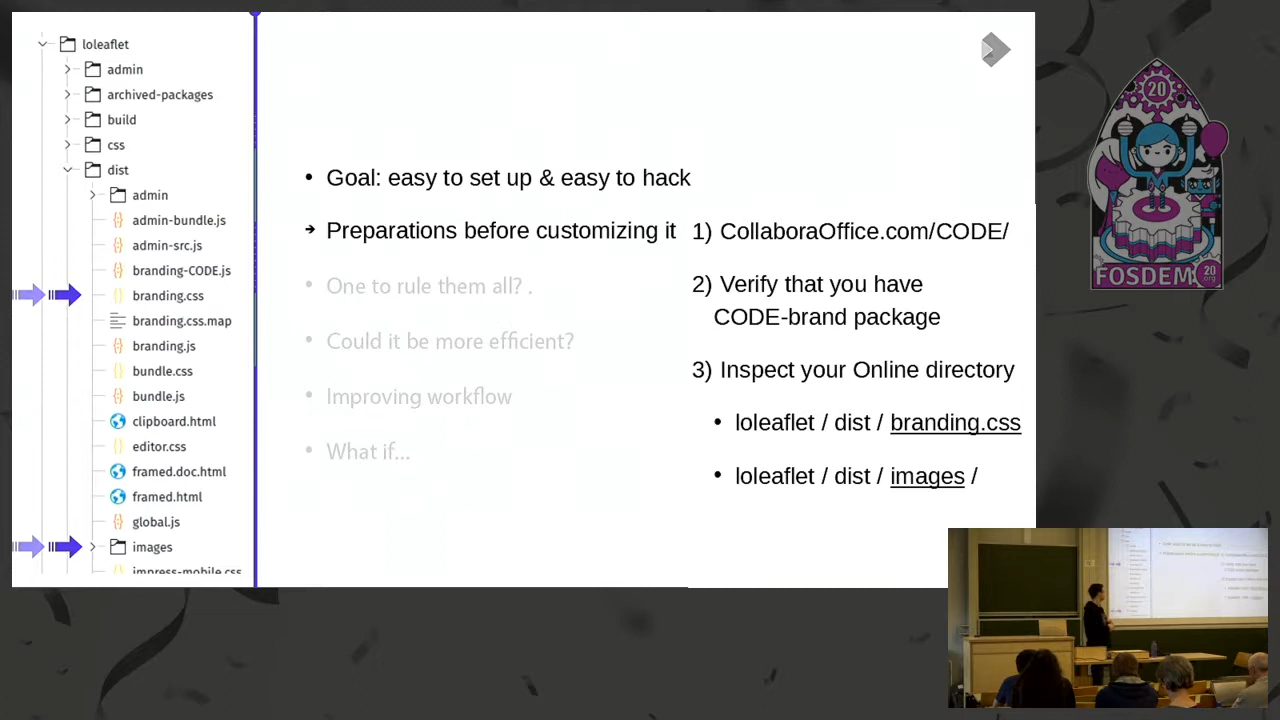 loleaflet
admin
archived-packages
build
css
dist
admin
admin-bundle.js
admin-src.js
branding-CODE.js
branding.css
branding.css.map
branding.js
bundle.css
bundle.js
clipboard.html
editor.css
framed.doc.html
framed.html
global.js
images
impress-mobile.css
• Goal: easy to set up & easy to hack
➔ Preparations before customizing it
• One to rule them all? .
• Could it be more efficient?
• Improving workflow
• What if...
1) CollaboraOffice.com/CODE/
2) Verify that you have
CODE-brand package
3) Inspect your Online directory
• loleaflet / dist / branding.css
• loleaflet / dist / images /
20
FOSDEM
20
.org